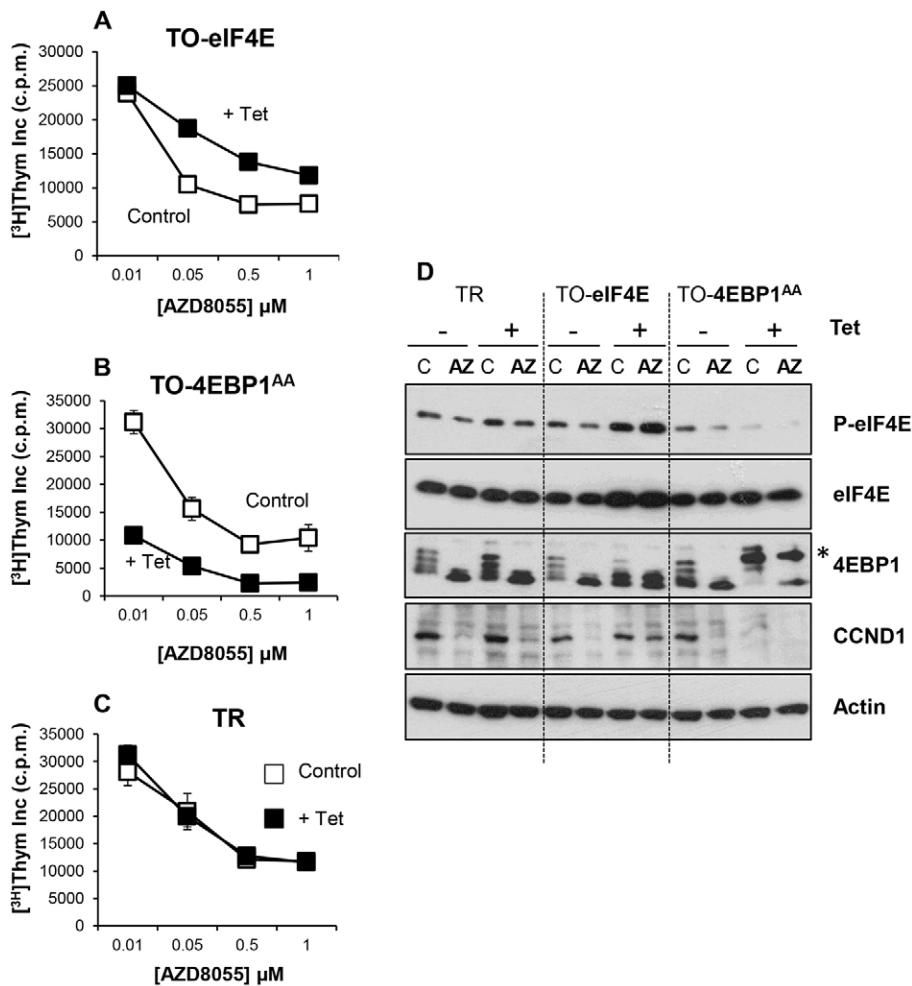 A
TO-eIF4E
[³H]Thym Inc (c.p.m.)
30000
25000
20000
15000
10000
5000
0
+ Tet
Control
0.01 0.05 0.5 1
[AZD8055] µM
B
TO-4EBP1ᴬᴬ
[³H]Thym Inc (c.p.m.)
35000
30000
25000
20000
15000
10000
5000
0
Control
+ Tet
0.01 0.05 0.5 1
[AZD8055] µM
C
TR
[³H]Thym Inc (c.p.m.)
35000
30000
25000
20000
15000
10000
5000
0
Control
+ Tet
0.01 0.05 0.5 1
[AZD8055] µM
D
TR TO-eIF4E TO-4EBP1ᴬᴬ
- + - + - + Tet
C AZ C AZ C AZ C AZ C AZ C AZ
P-eIF4E
eIF4E
* 4EBP1
CCND1
Actin